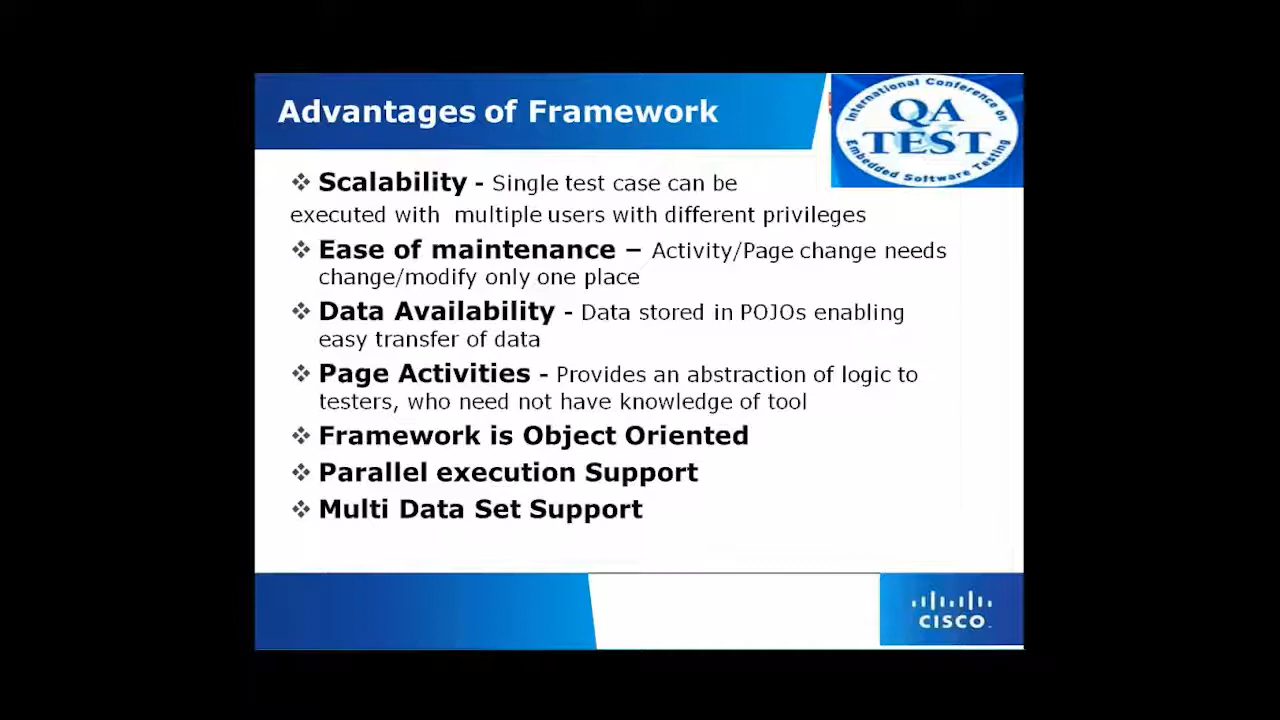 Advantages of Framework
International Conference on
QA &
TEST
Embedded Software Testing
❖ Scalability - Single test case can be
executed with multiple users with different privileges
❖ Ease of maintenance – Activity/Page change needs
change/modify only one place
❖ Data Availability - Data stored in POJOs enabling
easy transfer of data
❖ Page Activities - Provides an abstraction of logic to
testers, who need not have knowledge of tool
❖ Framework is Object Oriented
❖ Parallel execution Support
❖ Multi Data Set Support
CISCO